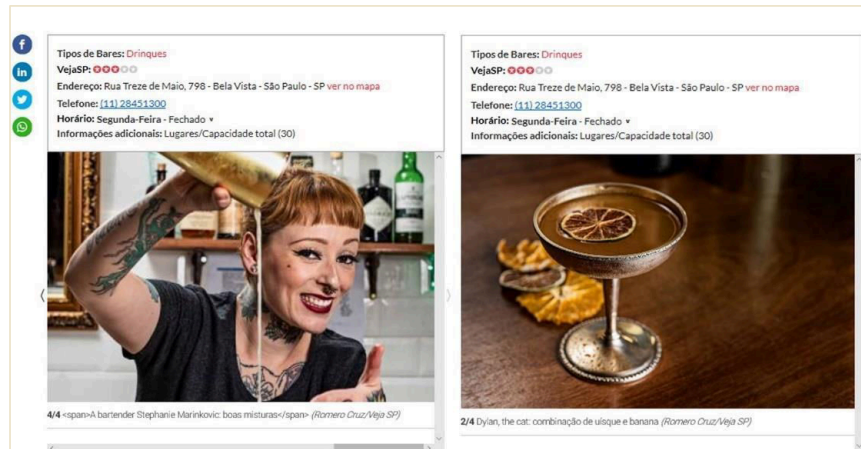 Tipos de Bares: Drinques
VejaSP:
Endereço: Rua Treze de Maio, 798 - Bela Vista - São Paulo - SP ver no mapa
Telefone: (11) 28451300
Horário: Segunda-Feira - Fechado
Informações adicionais: Lugares/Capacidade total (30)
4/4 <span>A bartender Stephanie Marinkovic: boas misturas</span> (Romero Cruz/Veja SP)
Tipos de Bares: Drinques
VejaSP:
Endereço: Rua Treze de Maio, 798 - Bela Vista - São Paulo - SP ver no mapa
Telefone: (11) 28451300
Horário: Segunda-Feira - Fechado
Informações adicionais: Lugares/Capacidade total (30)
2/4 Dylan, the cat: combinação de uísque e banana (Romero Cruz/Veja SP)